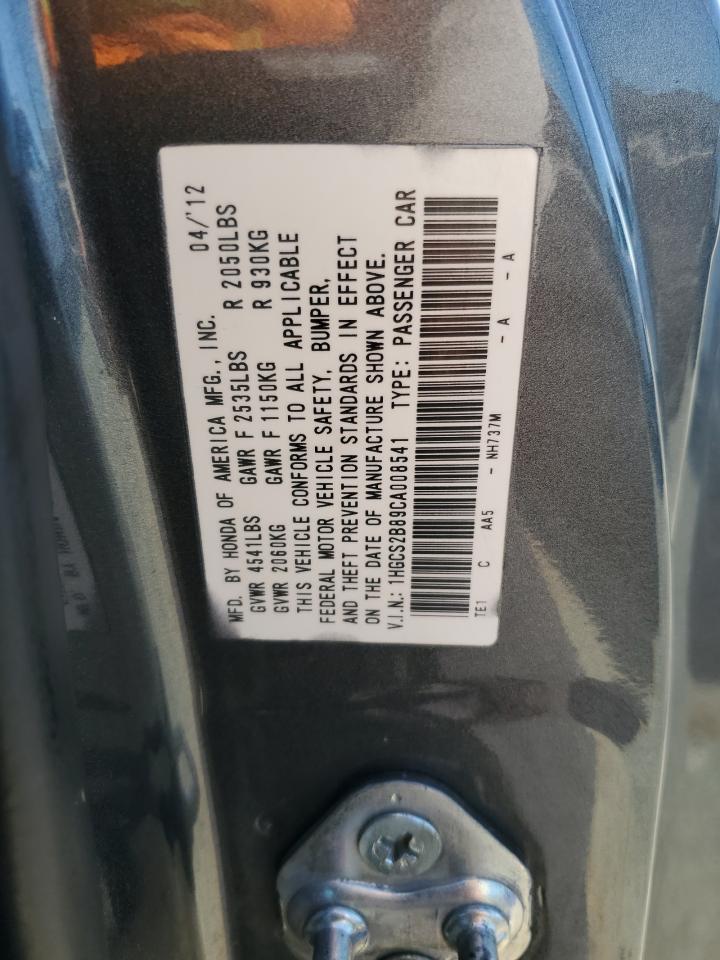 MFD. BY HONDA OF AMERICA MFG., INC. 04/'12
GVWR 4541LBS GAWR F 2535LBS R 2050LBS
GVWR 2060KG GAWR F 1150KG R 930KG
THIS VEHICLE CONFORMS TO ALL APPLICABLE
FEDERAL MOTOR VEHICLE SAFETY, BUMPER,
AND THEFT PREVENTION STANDARDS IN EFFECT
ON THE DATE OF MANUFACTURE SHOWN ABOVE.
V.I.N.: 1HGCS2B89CA008541 TYPE: PASSENGER CAR
TE1 C AA5 - NH737M - A - A